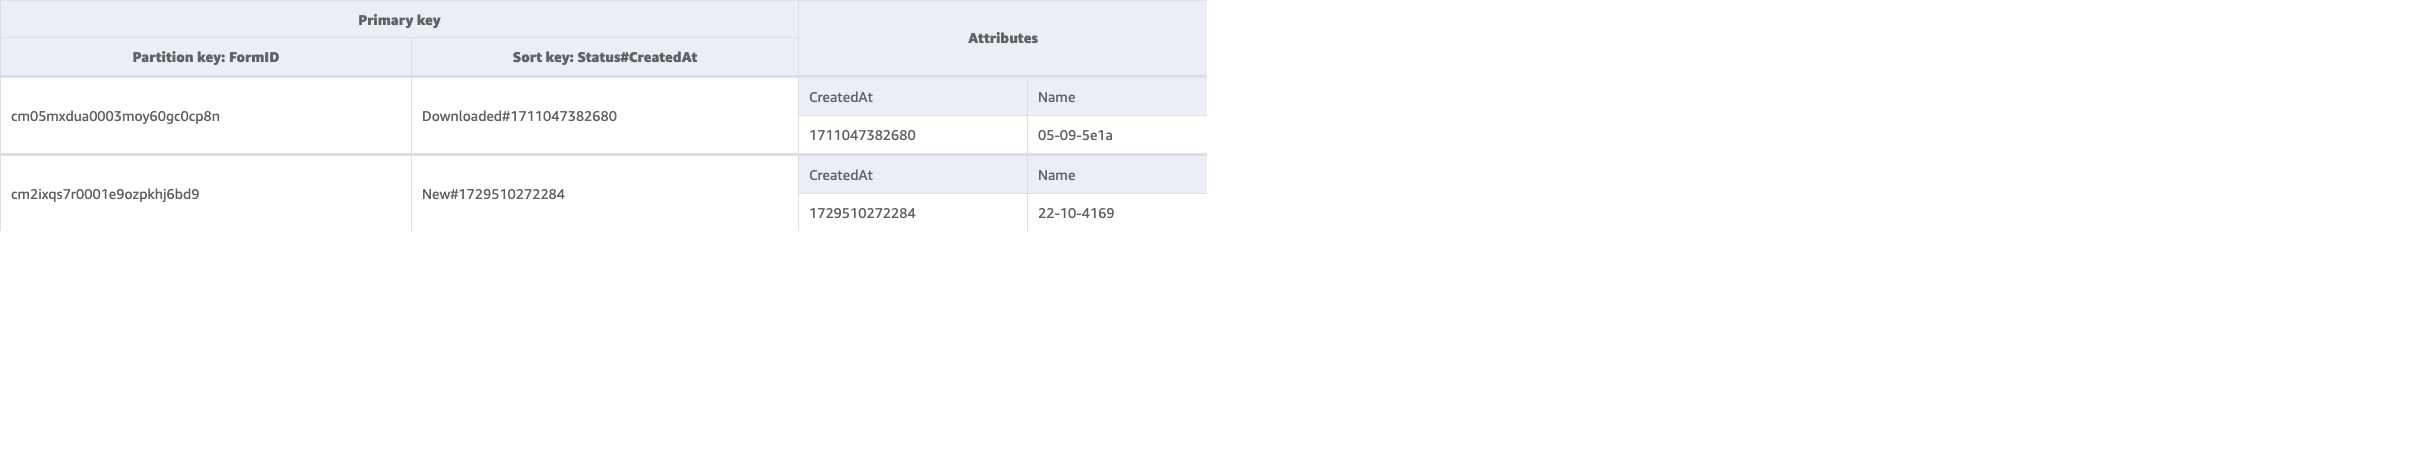 Primary key
Attributes
Partition key: FormID
Sort key: Status#CreatedAt
CreatedAt
Name
cm05mxdua0003moy60gc0cp8n
Downloaded#1711047382680
1711047382680
05-09-5e1a
CreatedAt
Name
cm2ixqs7r0001e9ozpkhj6bd9
New#1729510272284
1729510272284
22-10-4169